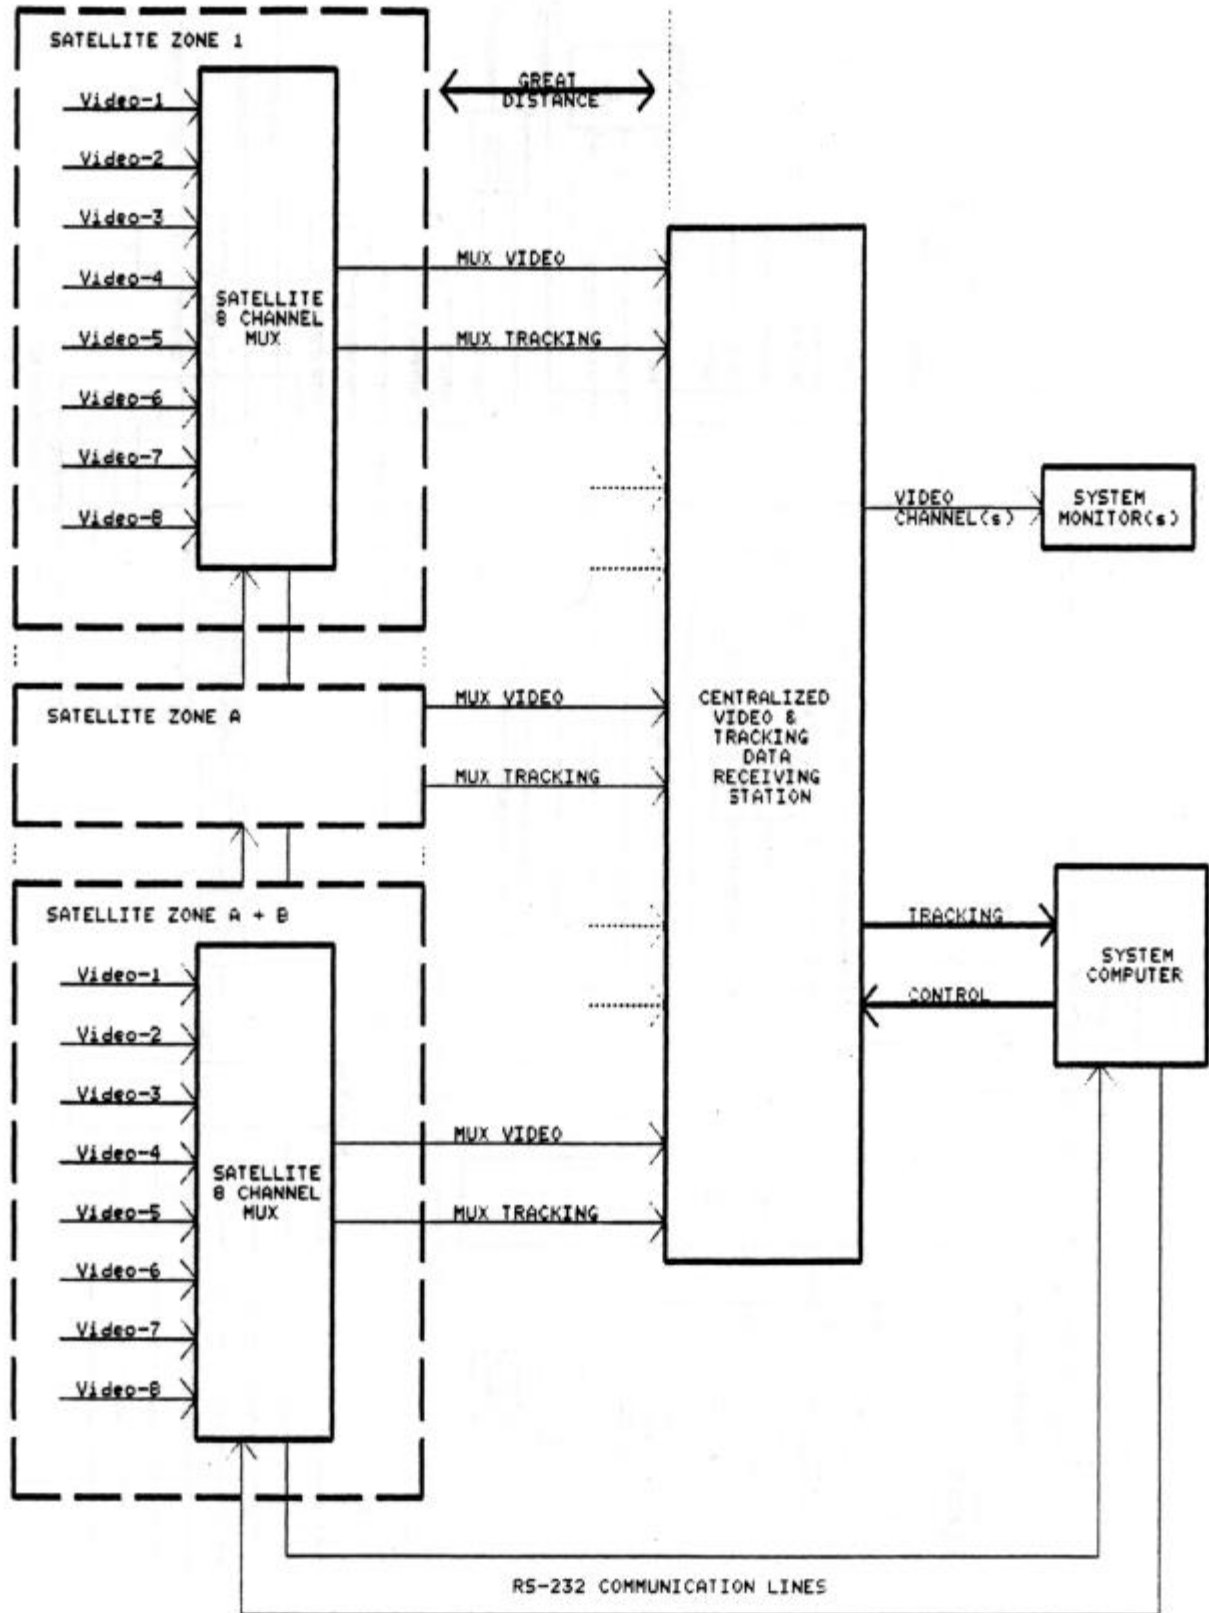 SATELLITE ZONE 1
Video-1
Video-2
Video-3
Video-4
Video-5
Video-6
Video-7
Video-8
SATELLITE
8 CHANNEL
MUX
GREAT
DISTANCE
MUX VIDEO
MUX TRACKING
SATELLITE ZONE A
MUX VIDEO
MUX TRACKING
SATELLITE ZONE A + B
Video-1
Video-2
Video-3
Video-4
Video-5
Video-6
Video-7
Video-8
SATELLITE
8 CHANNEL
MUX
MUX VIDEO
MUX TRACKING
CENTRALIZED
VIDEO &
TRACKING
DATA
RECEIVING
STATION
VIDEO
CHANNEL(s)
SYSTEM
MONITOR(s)
TRACKING
CONTROL
SYSTEM
COMPUTER
RS-232 COMMUNICATION LINES